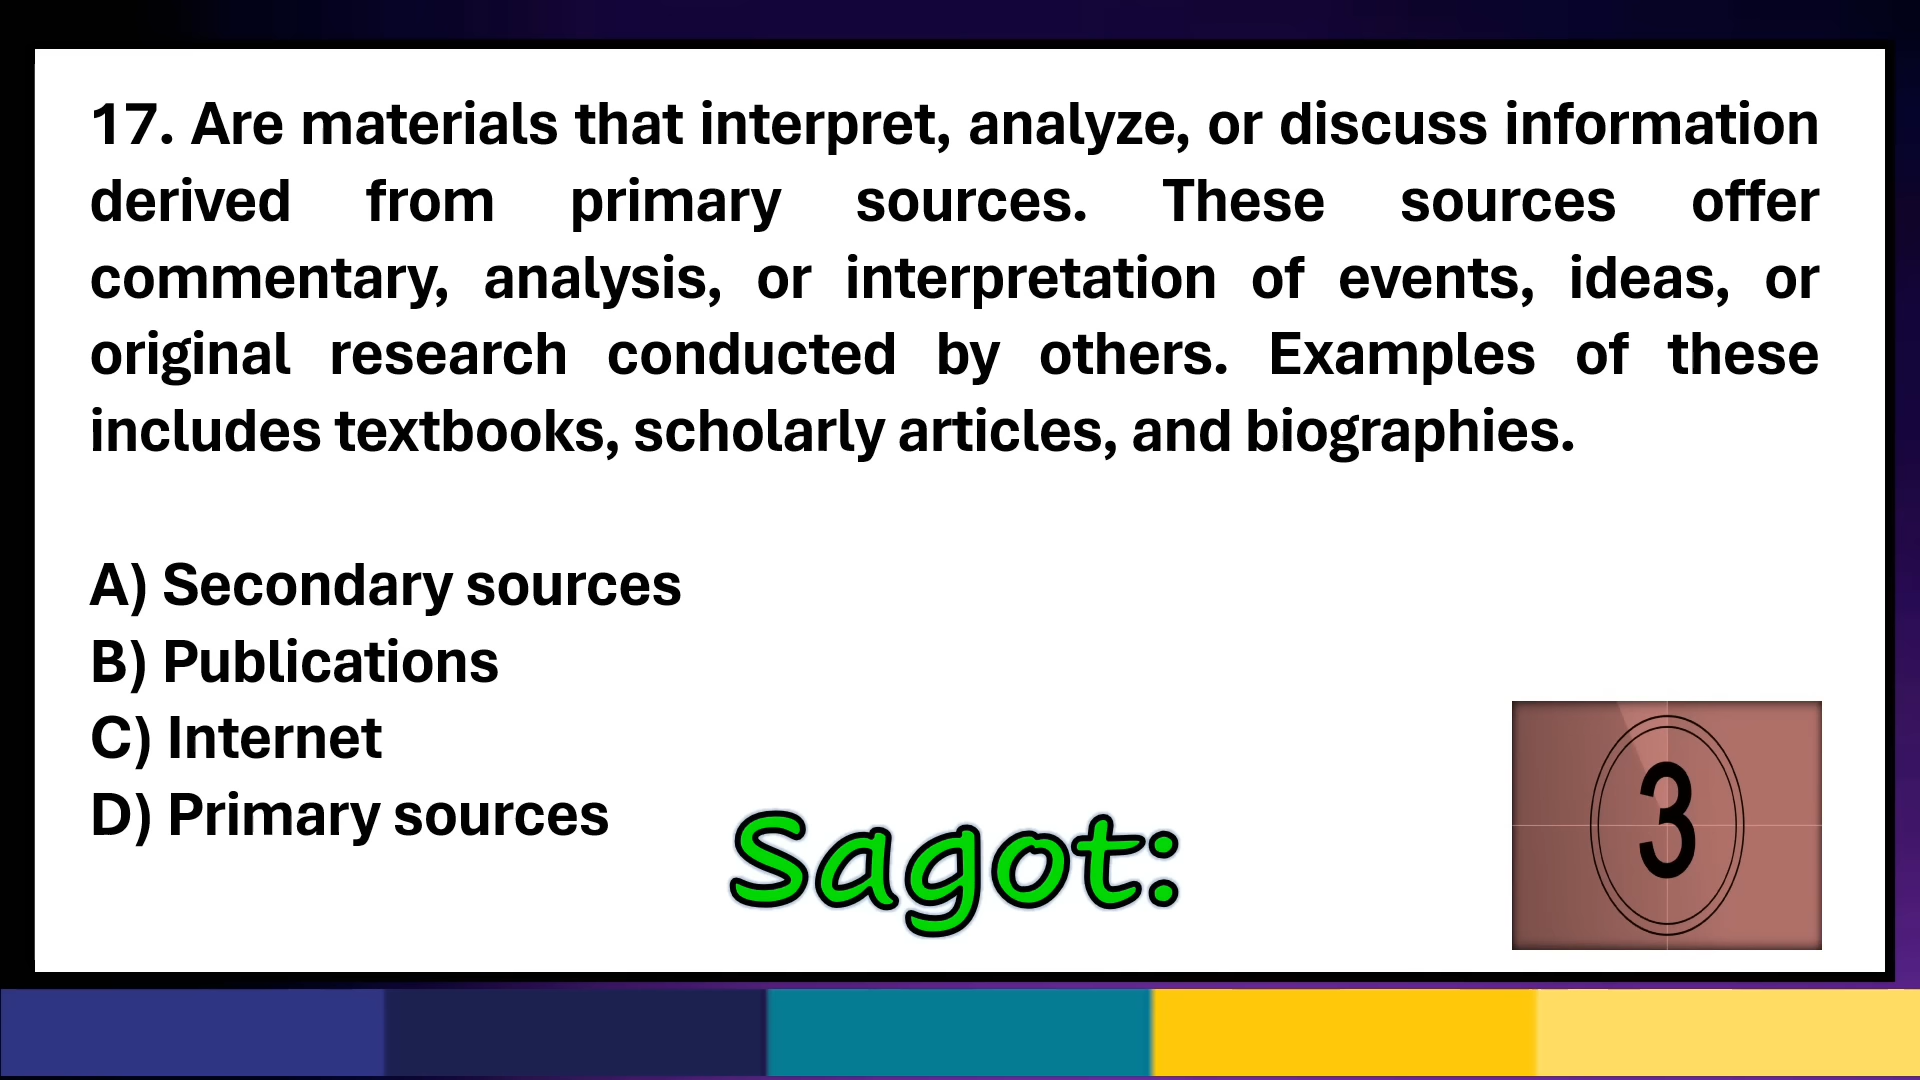 17. Are materials that interpret, analyze, or discuss information
derived from primary sources. These sources offer
commentary, analysis, or interpretation of events, ideas, or
original research conducted by others. Examples of these
includes textbooks, scholarly articles, and biographies.
A) Secondary sources
B) Publications
C) Internet
D) Primary sources
Sagot:
3